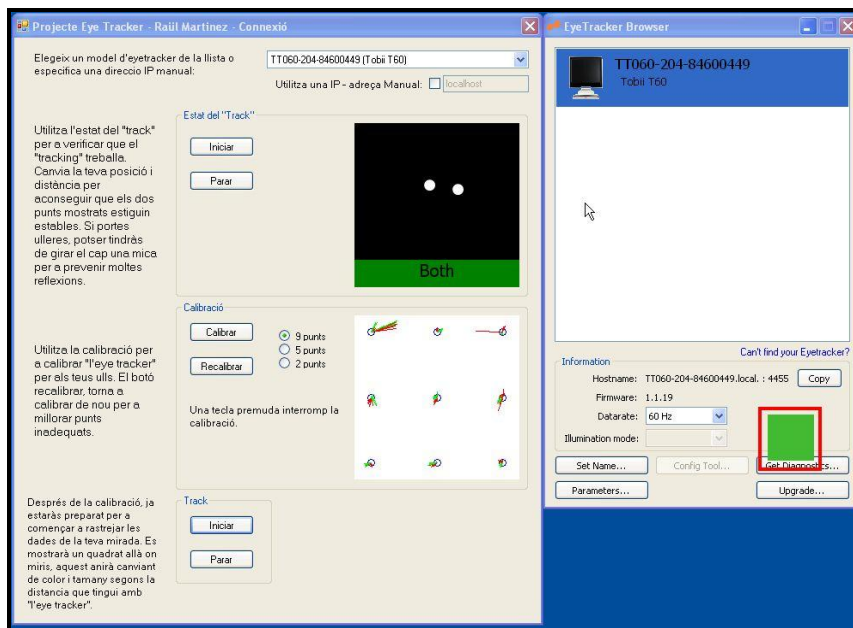 Projecte Eye Tracker - Raül Martinez - Connexió
Elegeix un model d'eyetracker de la llista o
especifica una direccio IP manual:
TT060-204-84600449 (Tobii T60)
Utilitza una IP - adreça Manual:
localhost
Estat del "Track"
Utilitza l'estat del "track"
per a verificar que el
"tracking" treballa.
Canvia la teva posició i
distància per
aconseguir que els dos
punts mostrats estiguin
estables. Si portes
ulleres, potser tindràs
de girar el cap una mica
per a prevenir moltes
reflexions.
Iniciar
Parar
Both
Calibració
Utilitza la calibració per
a calibrar "l'eye tracker"
per als teus ulls. El botó
recalibrar, torna a
calibrar de nou per a
millorar punts
inadequats.
Calibrar
Recalibrar
9 punts
5 punts
2 punts
Una tecla premuda interromp la
calibració.
Track
Després de la calibració, ja
estaràs preparat per a
començar a rastrejar les
dades de la teva mirada. Es
mostrarà un quadrat allà on
miris, aquest anirà canviant
de color i tamany segons la
distancia que tingui amb
"l'eye tracker".
Iniciar
Parar
EyeTracker Browser
TT060-204-84600449
Tobii T60
Can't find your Eyetracker?
Information
Hostname: TT060-204-84600449.local. : 4455
Copy
Firmware: 1.1.19
Datarate: 60 Hz
Illumination mode:
Set Name... Config Tool... Get Diagnostics...
Parameters... Upgrade...